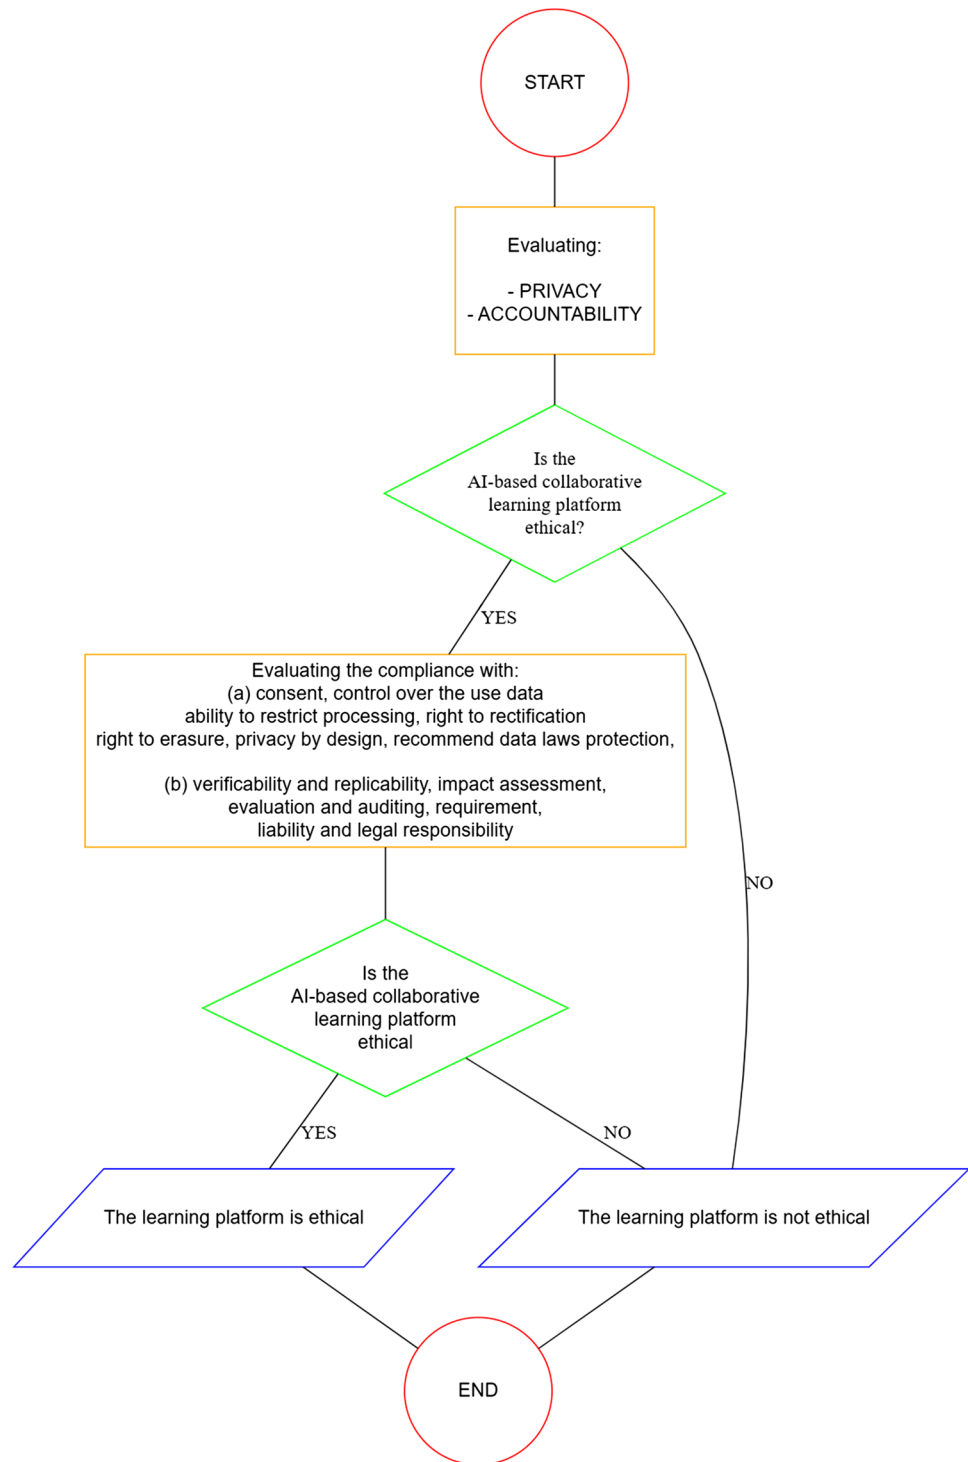 START
Evaluating:
- PRIVACY
- ACCOUNTABILITY
Is the
AI-based collaborative
learning platform
ethical?
YES
Evaluating the compliance with:
(a) consent, control over the use data
ability to restrict processing, right to rectification
right to erasure, privacy by design, recommend data laws protection,
(b) verificability and replicability, impact assessment,
evaluation and auditing, requirement,
liability and legal responsibility
NO
Is the
AI-based collaborative
learning platform
ethical
YES
NO
The learning platform is ethical
The learning platform is not ethical
END